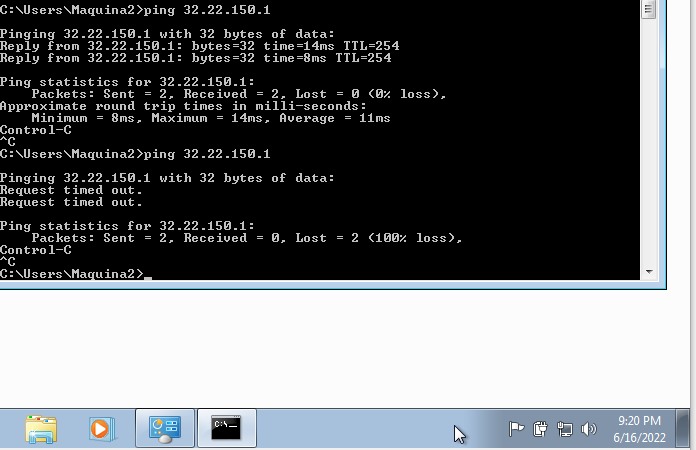 C:\Users\Maquina2>ping 32.22.150.1
Pinging 32.22.150.1 with 32 bytes of data:
Reply from 32.22.150.1: bytes=32 time=14ms TTL=254
Reply from 32.22.150.1: bytes=32 time=8ms TTL=254
Ping statistics for 32.22.150.1:
    Packets: Sent = 2, Received = 2, Lost = 0 (0% loss),
Approximate round trip times in milli-seconds:
    Minimum = 8ms, Maximum = 14ms, Average = 11ms
Control-C
^C
C:\Users\Maquina2>ping 32.22.150.1
Pinging 32.22.150.1 with 32 bytes of data:
Request timed out.
Request timed out.
Ping statistics for 32.22.150.1:
    Packets: Sent = 2, Received = 0, Lost = 2 (100% loss),
Control-C
^C
C:\Users\Maquina2>_
C:\_
9:20 PM
6/16/2022